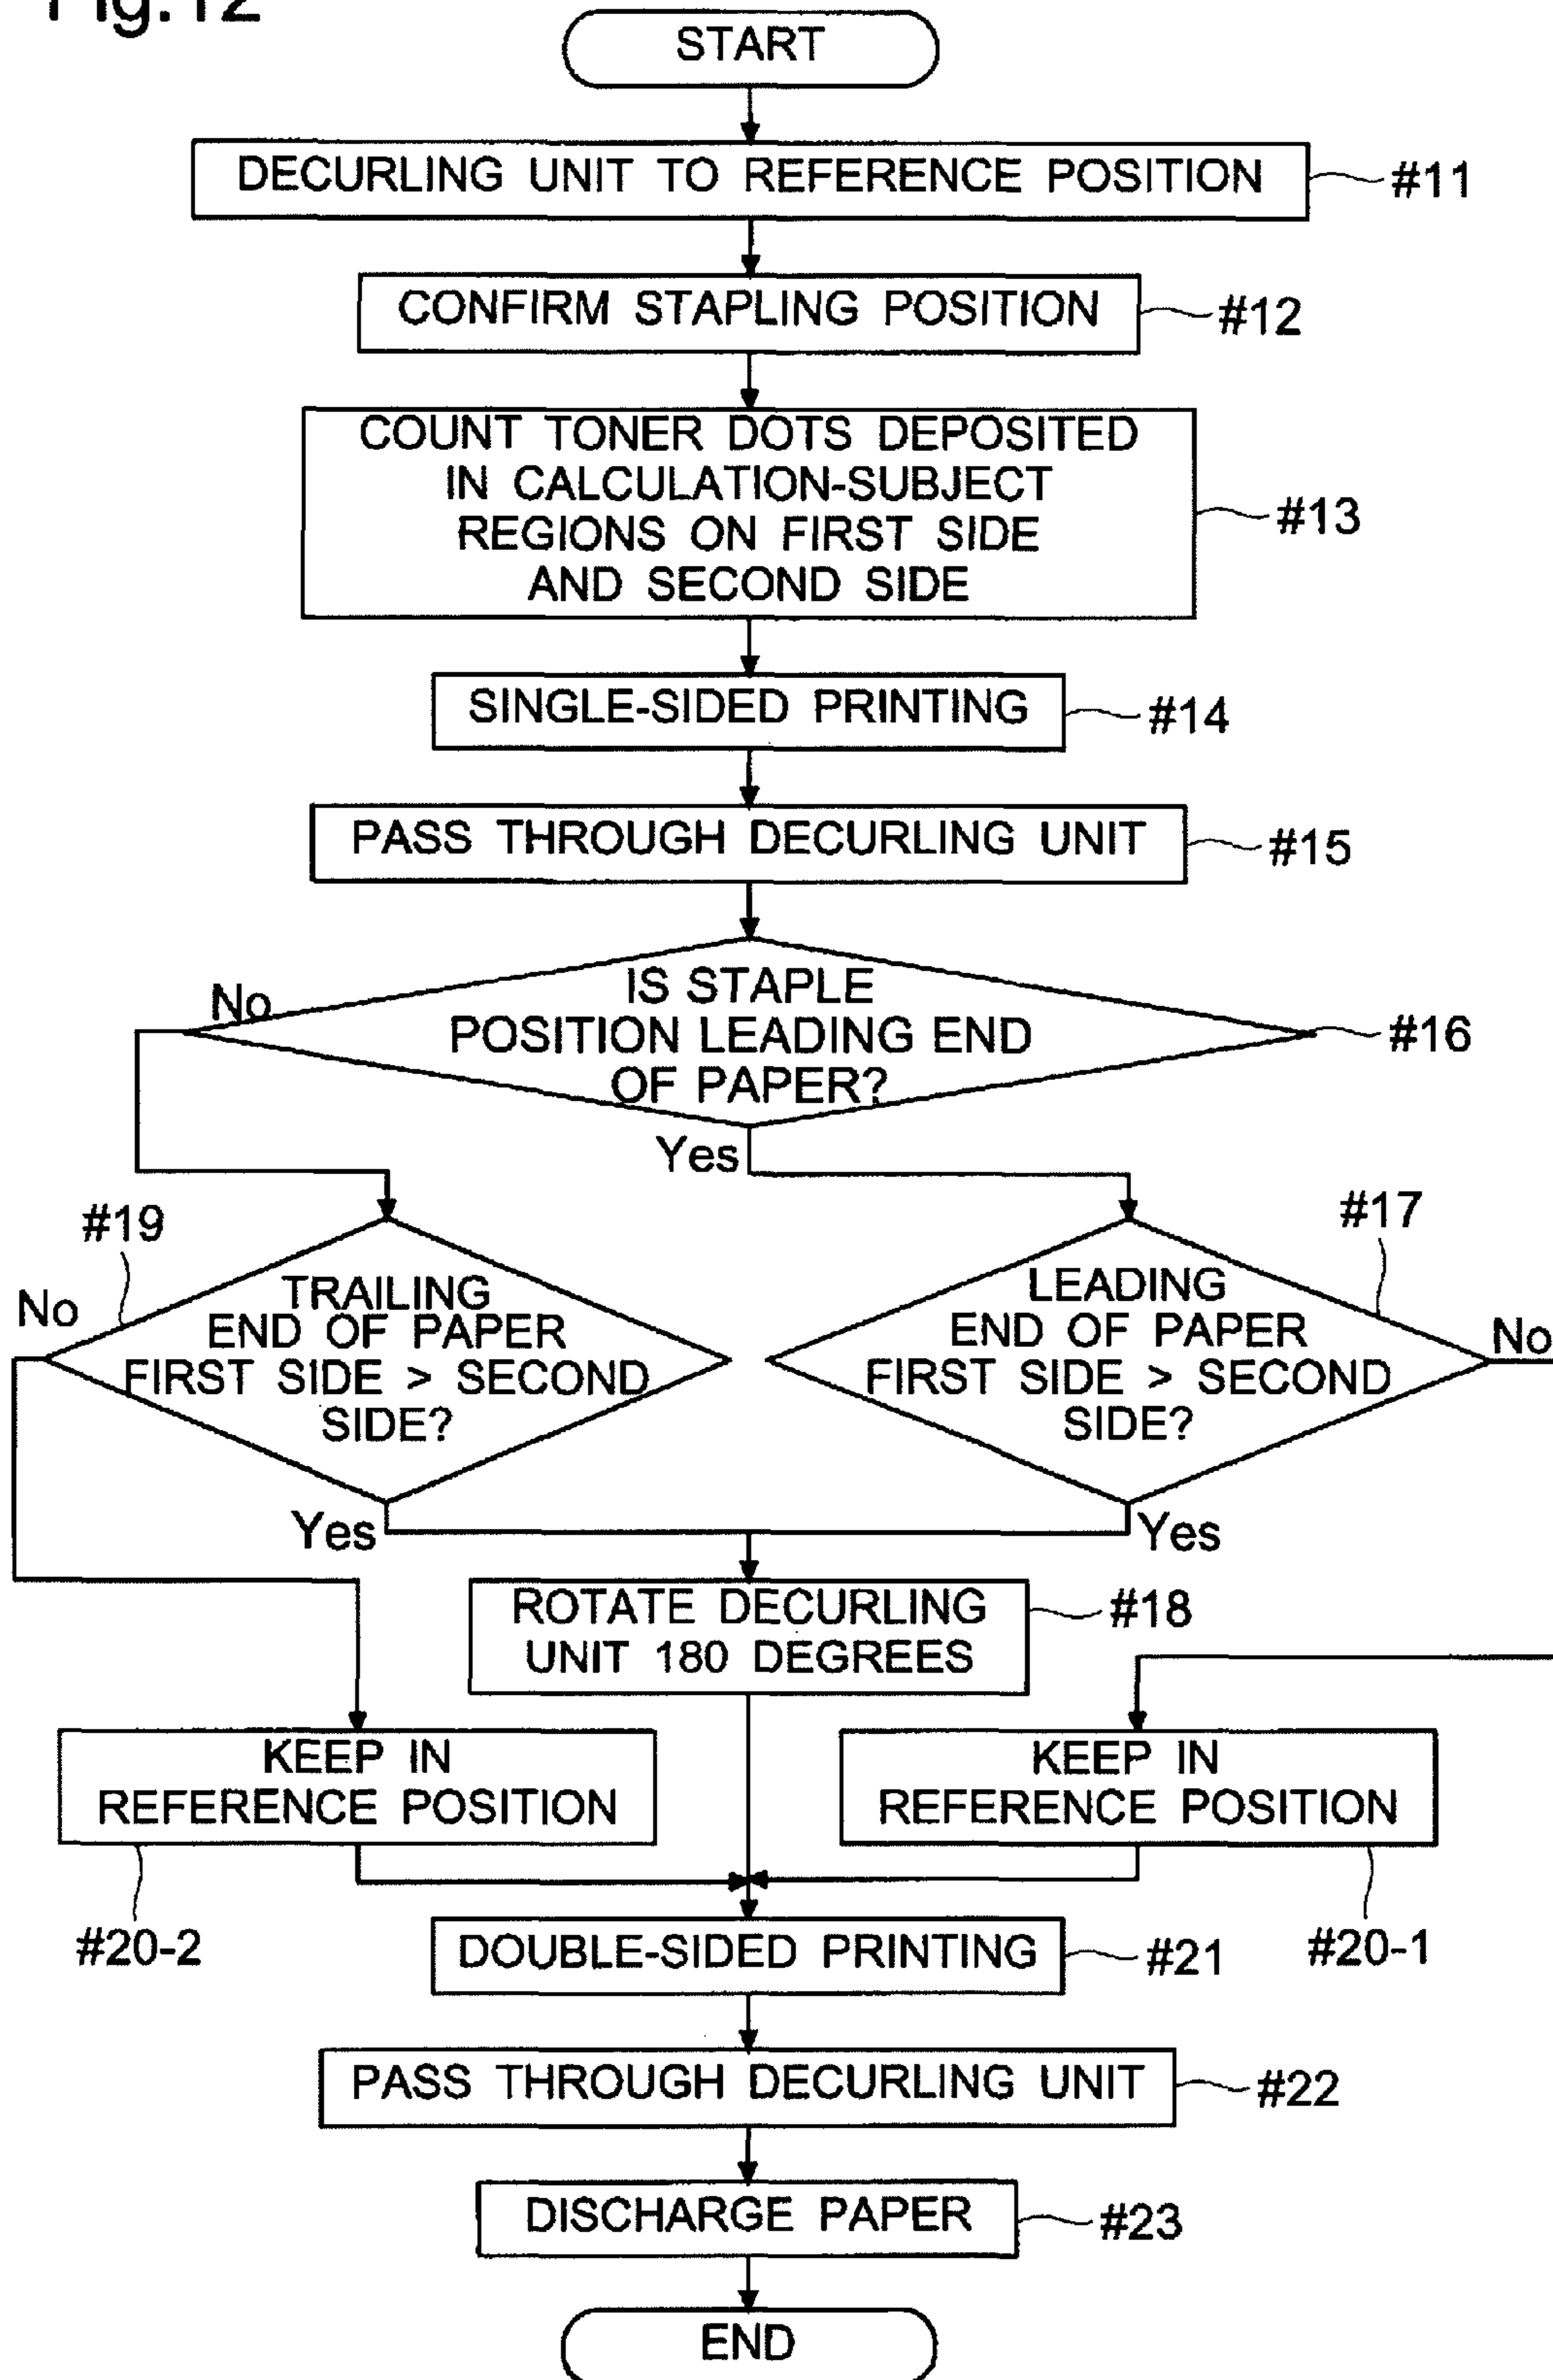 Fig.12
START
DECURLING UNIT TO REFERENCE POSITION
#11
CONFIRM STAPLING POSITION
#12
COUNT TONER DOTS DEPOSITED
IN CALCULATION-SUBJECT
REGIONS ON FIRST SIDE
AND SECOND SIDE
#13
SINGLE-SIDED PRINTING
#14
PASS THROUGH DECURLING UNIT
#15
No
IS STAPLE
POSITION LEADING END
OF PAPER?
#16
Yes
#19
#17
No
TRAILING
END OF PAPER
FIRST SIDE > SECOND
SIDE?
LEADING
END OF PAPER
FIRST SIDE > SECOND
SIDE?
No
Yes
Yes
ROTATE DECURLING
UNIT 180 DEGREES
#18
KEEP IN
REFERENCE POSITION
KEEP IN
REFERENCE POSITION
#20-2
#20-1
DOUBLE-SIDED PRINTING
#21
PASS THROUGH DECURLING UNIT
#22
DISCHARGE PAPER
#23
END